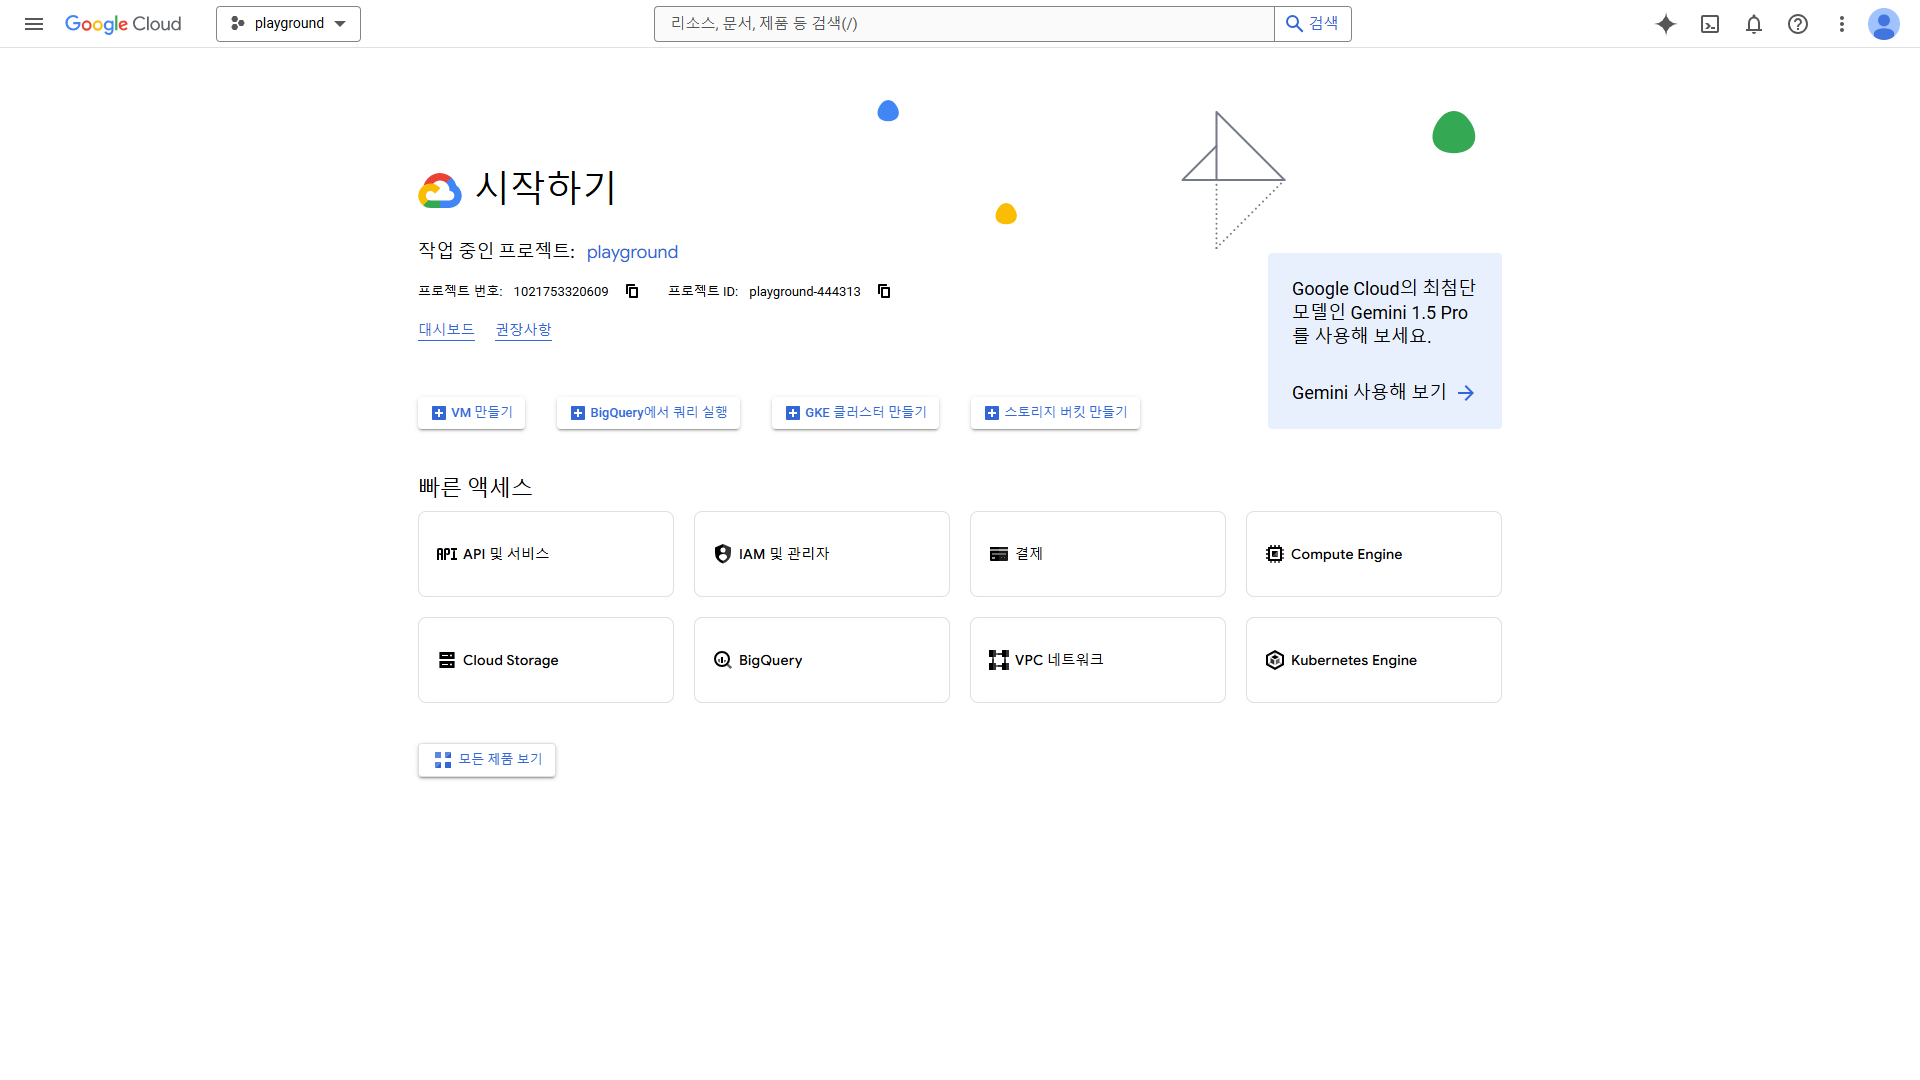 Google Cloud
playground
리소스, 문서, 제품 등 검색(/)
검색
시작하기
작업 중인 프로젝트: playground
프로젝트 번호: 1021753320609 프로젝트 ID: playground-444313
대시보드 권장사항
Google Cloud의 최첨단
모델인 Gemini 1.5 Pro
를 사용해 보세요.
Gemini 사용해 보기
VM 만들기
BigQuery에서 쿼리 실행
GKE 클러스터 만들기
스토리지 버킷 만들기
빠른 액세스
API API 및 서비스
IAM 및 관리자
결제
Compute Engine
Cloud Storage
BigQuery
VPC 네트워크
Kubernetes Engine
모든 제품 보기